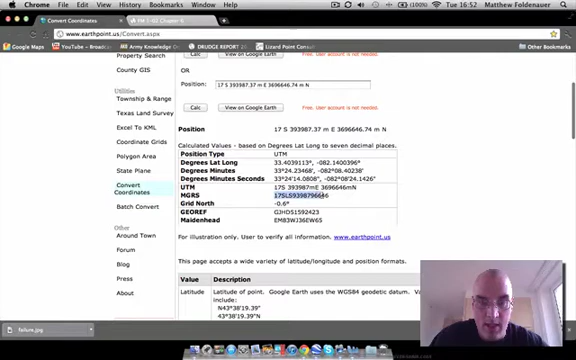 Chrome File Edit View History Bookmarks Window Help
Tue 16:52 Matthew Foldenauer
Convert Coordinates
www.earthpoint.us/Convert.aspx
Google Maps YouTube - Broadcast Army Knowledge DRUDGE REPORT Lizard Point Cons Other Bookmarks
Property Search
County GIS
Utilities
Township & Range
Texas Land Survey
Excel To KML
Coordinate Grids
Polygon Area
State Plane
Convert Coordinates
Batch Convert
Other
Around Town
Forum
Blog
Press
About
Calc View on Google Earth Free. User account is not needed.
OR
Position: 17 S 393987.37 m E 3696646.74 m N
Calc View on Google Earth Free. User account is not needed.
Position 17 S 393987.37 m E 3696646.74 m N
Calculated Values - based on Degrees Lat Long to seven decimal places.
Position Type UTM
Degrees Lat Long 33.4039113°, -082.1400396°
Degrees Minutes 33°24.23468', -082°08.40238'
Degrees Minutes Seconds 33°24'14.0808", -082°08'24.1426"
UTM 17S 393987mE 3696646mN
MGRS 17SLS9398796646
Grid North -0.6°
GEOREF GJHD51592423
Maidenhead EM83WJ36WE
For illustration only. User to verify all information. www.earthpoint.us
This page accepts a wide variety of latitude/longitude and position formats.
Value Description
Latitude Latitude of point. Google Earth uses the WGS84 geodetic datum.
include:
N43°38'19.39"
43°38'19.39"N
failure.jpg